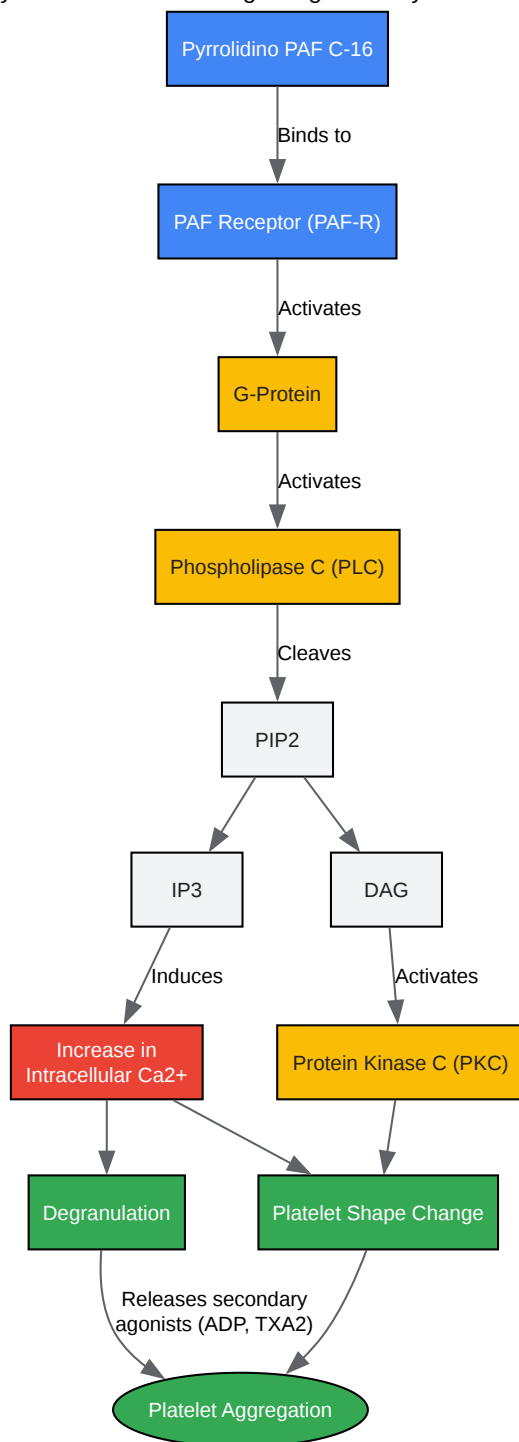 Pyrrolidino PAF C-16
Binds to
PAF Receptor (PAF-R)
Activates
G-Protein
Activates
Phospholipase C (PLC)
Cleaves
PIP2
IP3
DAG
Induces
Activates
Increase in
Intracellular Ca2+
Protein Kinase C (PKC)
Degranulation
Platelet Shape Change
Releases secondary
agonists (ADP, TXA2)
Platelet Aggregation